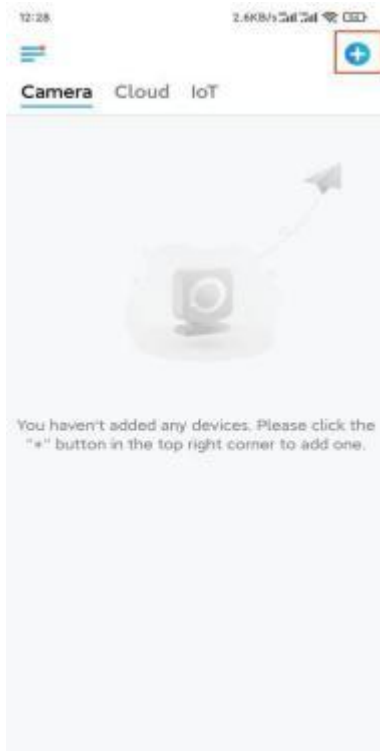 12:28 2.6KB/s
Camera Cloud IoT
You haven't added any devices. Please click the
"+" button in the top right corner to add one.